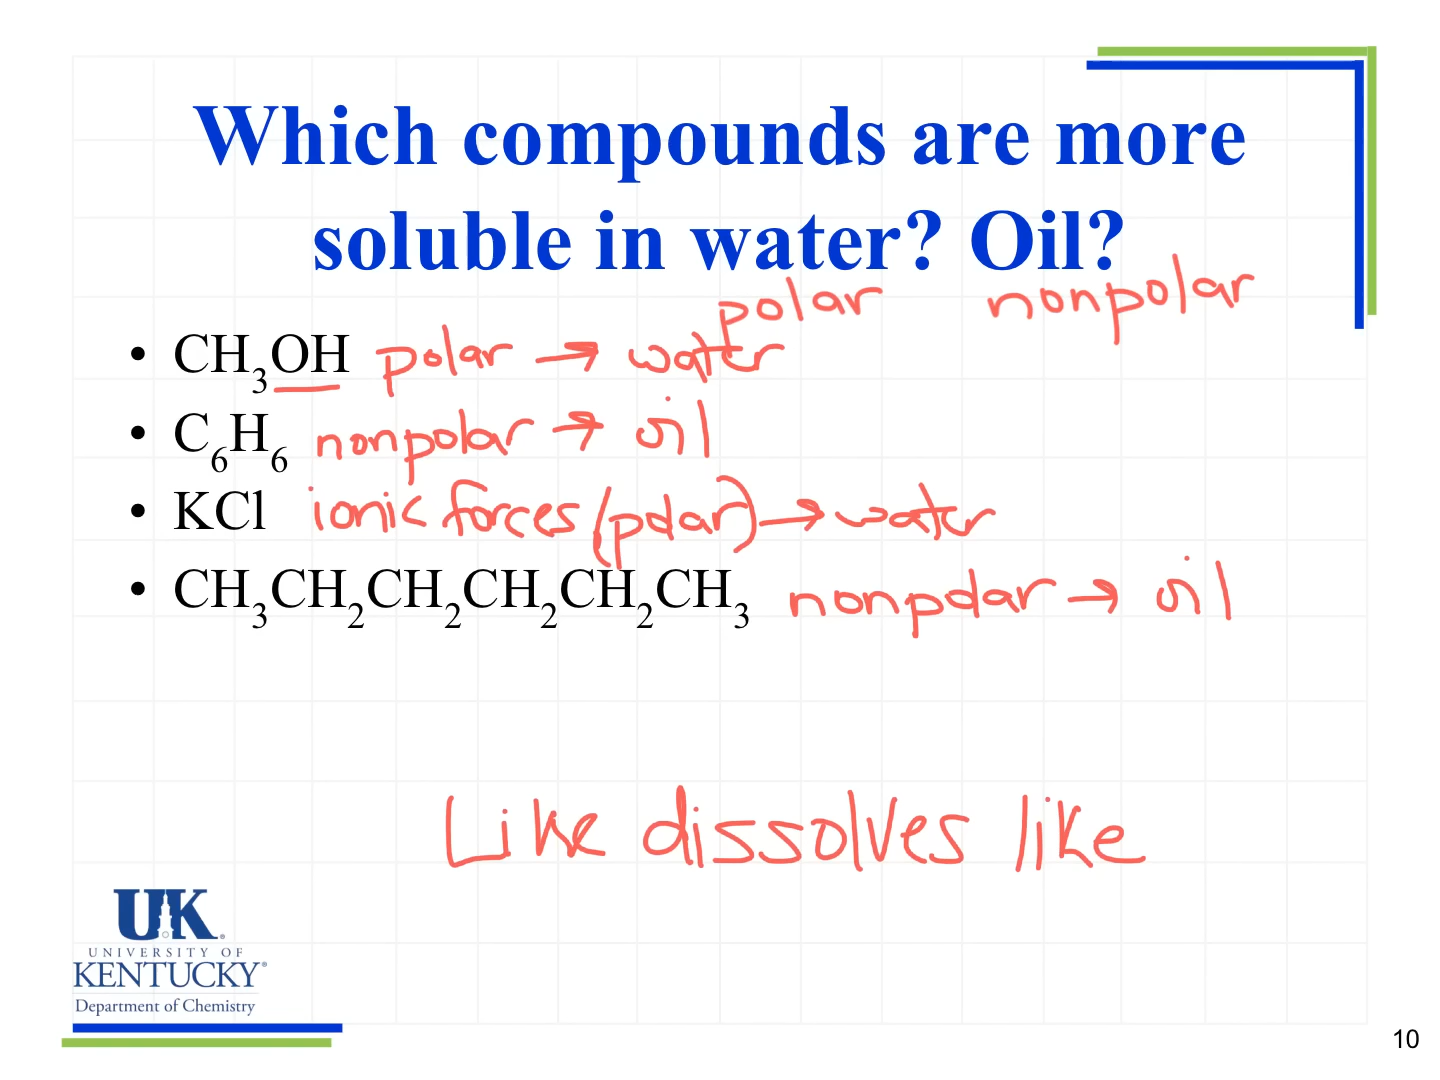 Which compounds are more
soluble in water? Oil?
polar nonpolar
• CH₃OH polar → water
• C₆H₆ nonpolar → oil
• KCl ionic forces (polar) → water
• CH₃CH₂CH₂CH₂CH₂CH₃ nonpolar → oil
Like dissolves like
UK
UNIVERSITY OF
KENTUCKY®
Department of Chemistry
10